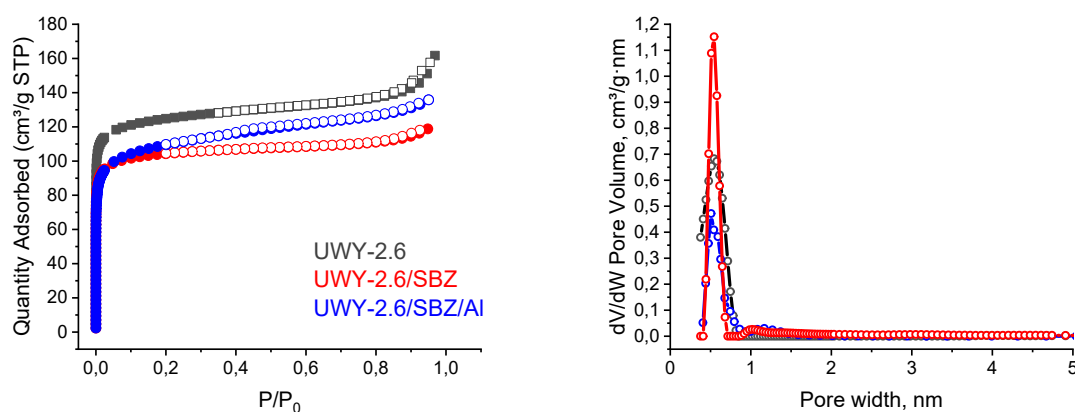 Quantity Adsorbed (cm³/g STP)
180
160
140
120
100
80
60
40
20
0
0,0 0,2 0,4 0,6 0,8 1,0
P/P₀
UWY-2.6
UWY-2.6/SBZ
UWY-2.6/SBZ/Al
dV/dW Pore Volume, cm³/g·nm
1,2
1,1
1,0
0,9
0,8
0,7
0,6
0,5
0,4
0,3
0,2
0,1
0,0
0 1 2 3 4 5
Pore width, nm